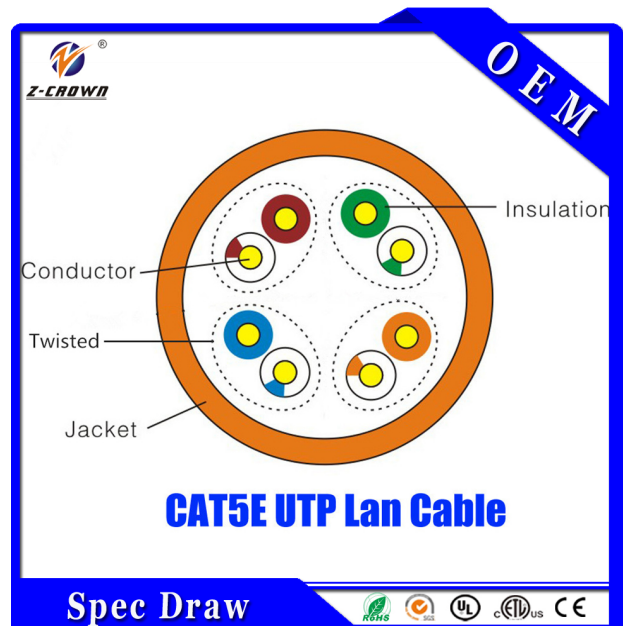 ®
Z-CROWN
OEM
Insulation
Conductor
Twisted
Jacket
CAT5E UTP Lan Cable
Spec Draw
RoHS
SGS
UL
c ETL US
CE